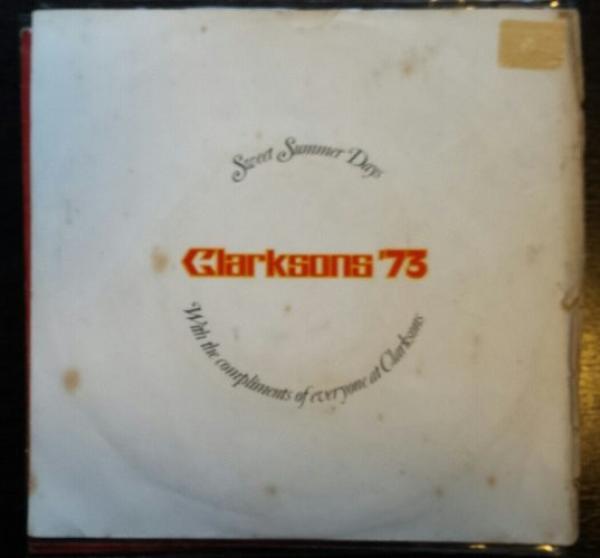 Sweet Summer Days
Clarksons '73
With the compliments of everyone at Clarksons